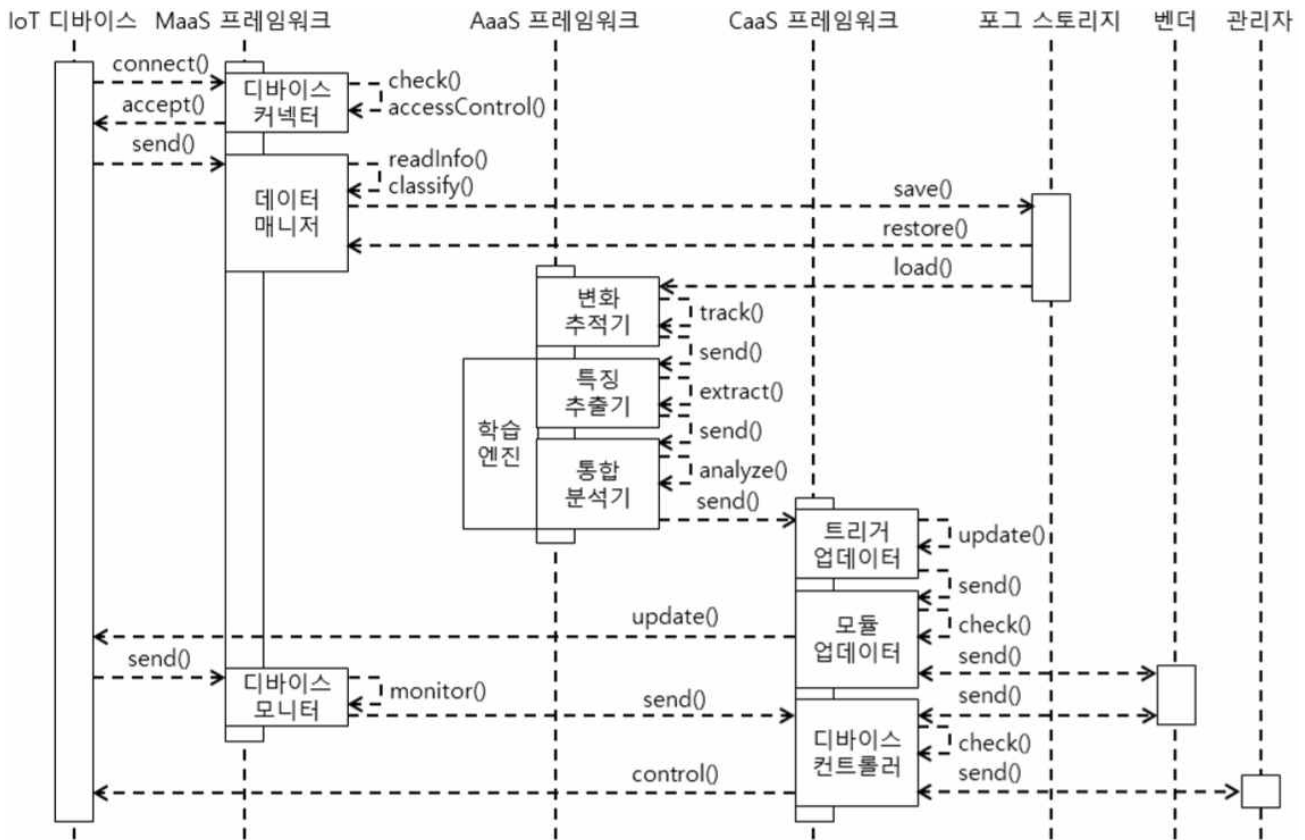 IoT 디바이스 MaaS 프레임워크 AaaS 프레임워크 CaaS 프레임워크 포그 스토리지 벤더 관리자
connect()
디바이스
커넥터
check()
accessControl()
accept()
send()
데이터
매니저
readInfo()
classify()
save()
restore()
load()
변화
추적기
track()
send()
특징
추출기
extract()
학습
엔진
send()
통합
분석기
analyze()
send()
트리거
업데이터
update()
send()
모듈
업데이터
check()
update()
send()
send()
디바이스
모니터
monitor()
send()
send()
디바이스
컨트롤러
check()
control()
send()